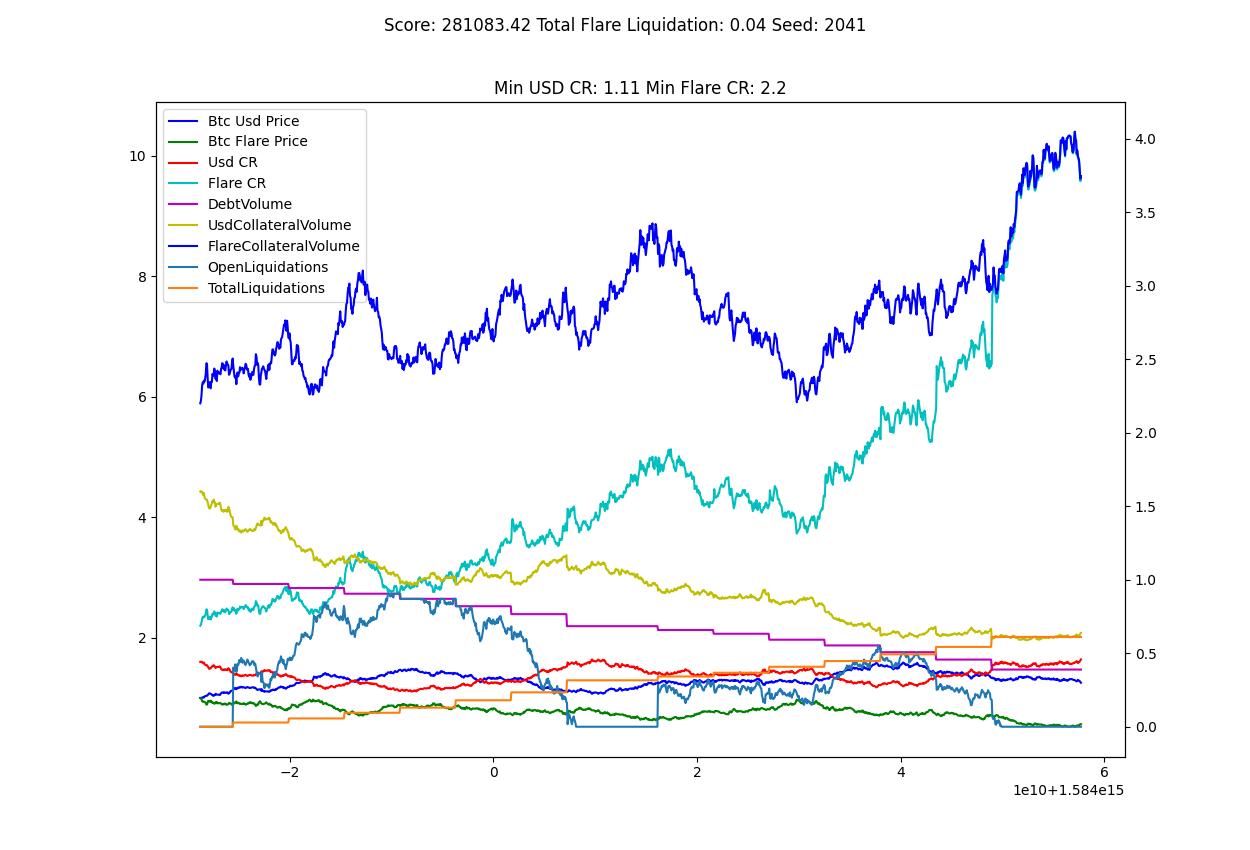 Score: 281083.42 Total Flare Liquidation: 0.04 Seed: 2041
Min USD CR: 1.11 Min Flare CR: 2.2
Btc Usd Price
Btc Flare Price
Usd CR
Flare CR
DebtVolume
UsdCollateralVolume
FlareCollateralVolume
OpenLiquidations
TotalLiquidations
10
8
6
4
2
4.0
3.5
3.0
2.5
2.0
1.5
1.0
0.5
0.0
−2
0
2
4
6
1e10+1.584e15